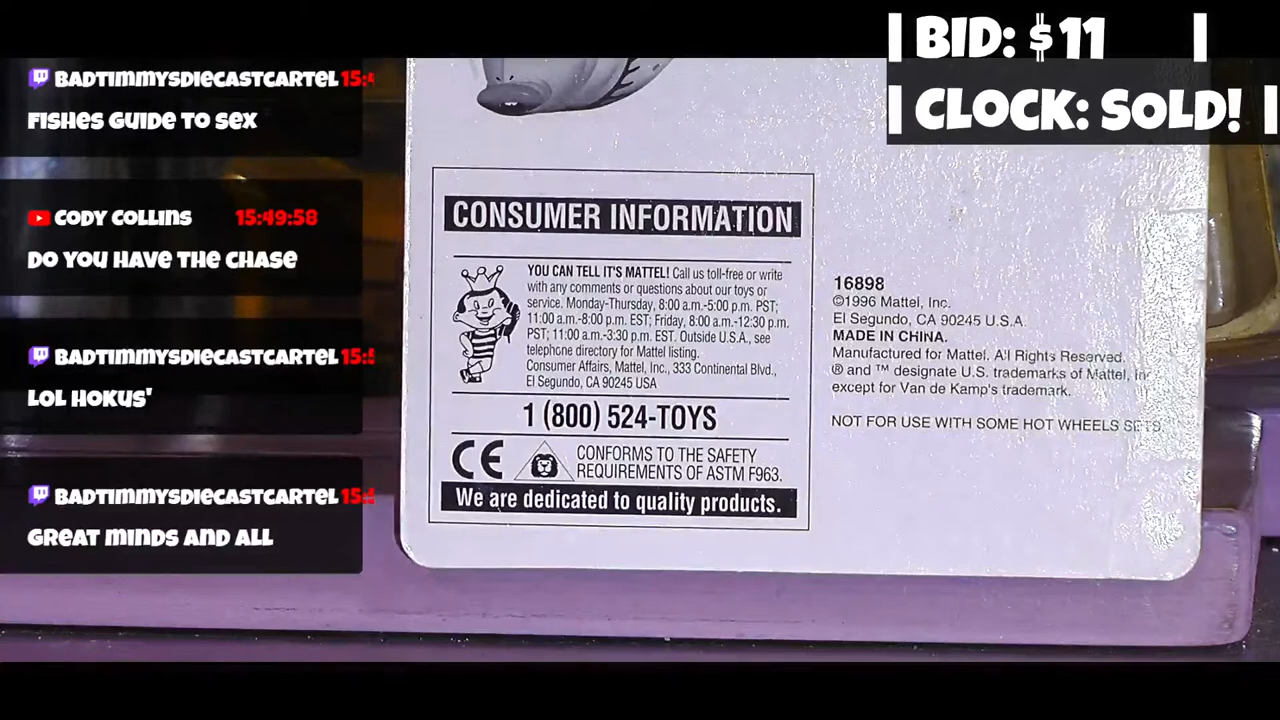 | BID: $11 |
| CLOCK: SOLD! |
BADTIMMYSDIECASTCARTEL
FISHES GUIDE TO SEX
CODY COLLINS 15:49:58
DO YOU HAVE THE CHASE
BADTIMMYSDIECASTCARTEL
LOL HOKUS'
BADTIMMYSDIECASTCARTEL
GREAT MINDS AND ALL
CONSUMER INFORMATION
YOU CAN TELL IT'S MATTEL! Call us toll-free or write
with any comments or questions about our toys or
service. Monday-Thursday, 8:00 a.m.-5:00 p.m. PST;
11:00 a.m.-8:00 p.m. EST; Friday, 8:00 a.m.-12:30 p.m.
PST; 11:00 a.m.-3:30 p.m. EST. Outside U.S.A., see
telephone directory for Mattel listing.
Consumer Affairs, Mattel, Inc., 333 Continental Blvd.,
El Segundo, CA 90245 USA
1 (800) 524-TOYS
CE
CONFORMS TO THE SAFETY
REQUIREMENTS OF ASTM F963.
We are dedicated to quality products.
16898
©1996 Mattel, Inc.
El Segundo, CA 90245 U.S.A.
MADE IN CHINA.
Manufactured for Mattel. All Rights Reserved.
® and ™ designate U.S. trademarks of Mattel,
except for Van de Kamp's trademark.
NOT FOR USE WITH SOME HOT WHEELS SETS.